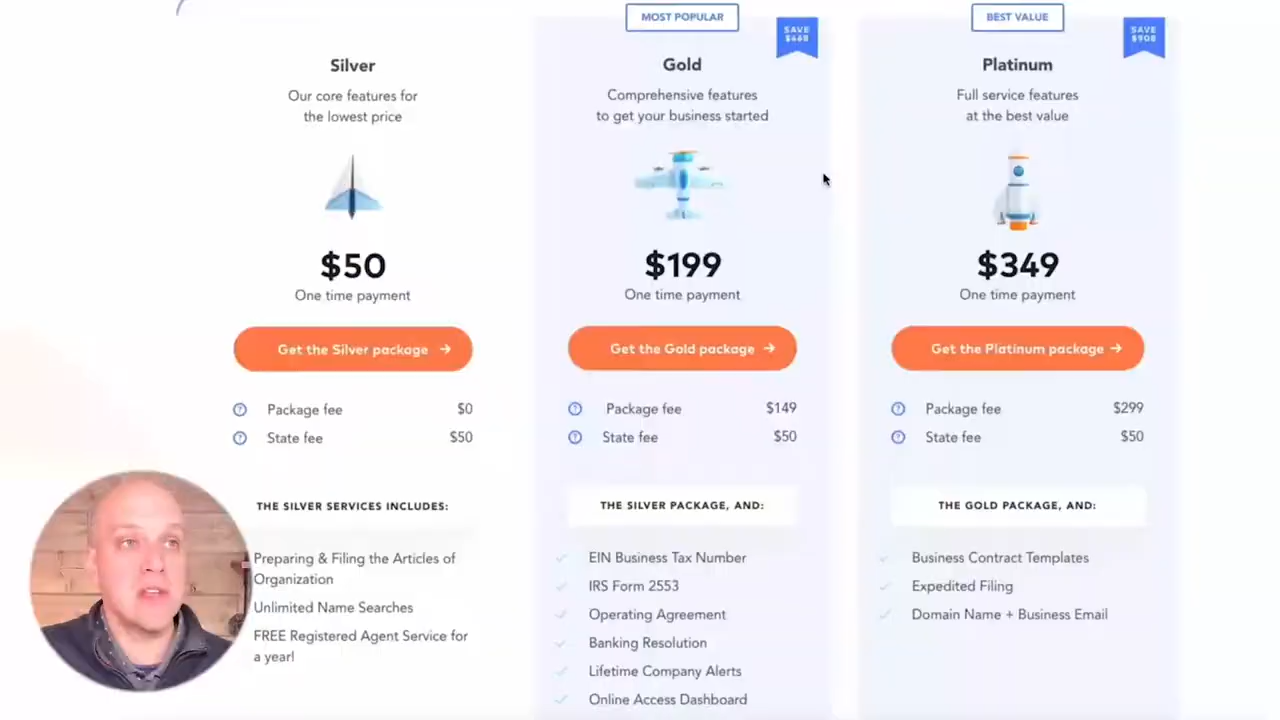 Silver
Our core features for
the lowest price
$50
One time payment
Get the Silver package →
Package fee $0
State fee $50
THE SILVER SERVICES INCLUDES:
Preparing & Filing the Articles of
Organization
Unlimited Name Searches
FREE Registered Agent Service for
a year!
MOST POPULAR
SAVE
Gold
Comprehensive features
to get your business started
$199
One time payment
Get the Gold package →
Package fee $149
State fee $50
THE SILVER PACKAGE, AND:
EIN Business Tax Number
IRS Form 2553
Operating Agreement
Banking Resolution
Lifetime Company Alerts
Online Access Dashboard
BEST VALUE
SAVE
$908
Platinum
Full service features
at the best value
$349
One time payment
Get the Platinum package →
Package fee $299
State fee $50
THE GOLD PACKAGE, AND:
Business Contract Templates
Expedited Filing
Domain Name + Business Email